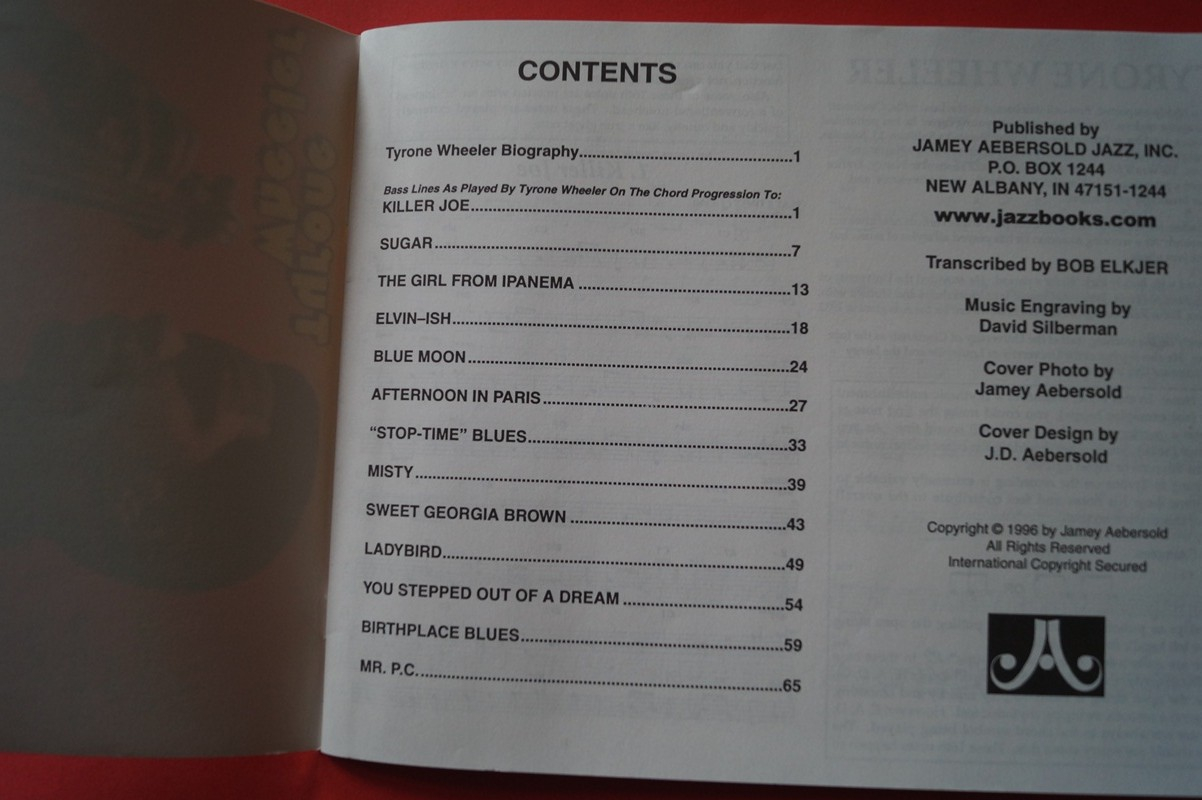 CONTENTS
Tyrone Wheeler Biography..........1
Bass Lines As Played By Tyrone Wheeler On The Chord Progression To:
KILLER JOE..........1
SUGAR..........7
THE GIRL FROM IPANEMA..........13
ELVIN–ISH..........18
BLUE MOON..........24
AFTERNOON IN PARIS..........27
“STOP-TIME” BLUES..........33
MISTY..........39
SWEET GEORGIA BROWN..........43
LADYBIRD..........49
YOU STEPPED OUT OF A DREAM..........54
BIRTHPLACE BLUES..........59
MR. P.C...........65
Published by
JAMEY AEBERSOLD JAZZ, INC.
P.O. BOX 1244
NEW ALBANY, IN 47151-1244
www.jazzbooks.com
Transcribed by BOB ELKJER
Music Engraving by
David Silberman
Cover Photo by
Jamey Aebersold
Cover Design by
J.D. Aebersold
Copyright © 1996 by Jamey Aebersold
All Rights Reserved
International Copyright Secured